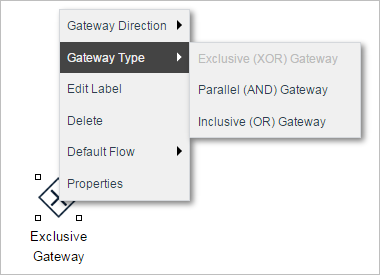 Gateway Direction
Gateway Type
Exclusive (XOR) Gateway
Edit Label
Parallel (AND) Gateway
Delete
Inclusive (OR) Gateway
Default Flow
Properties
Exclusive
Gateway